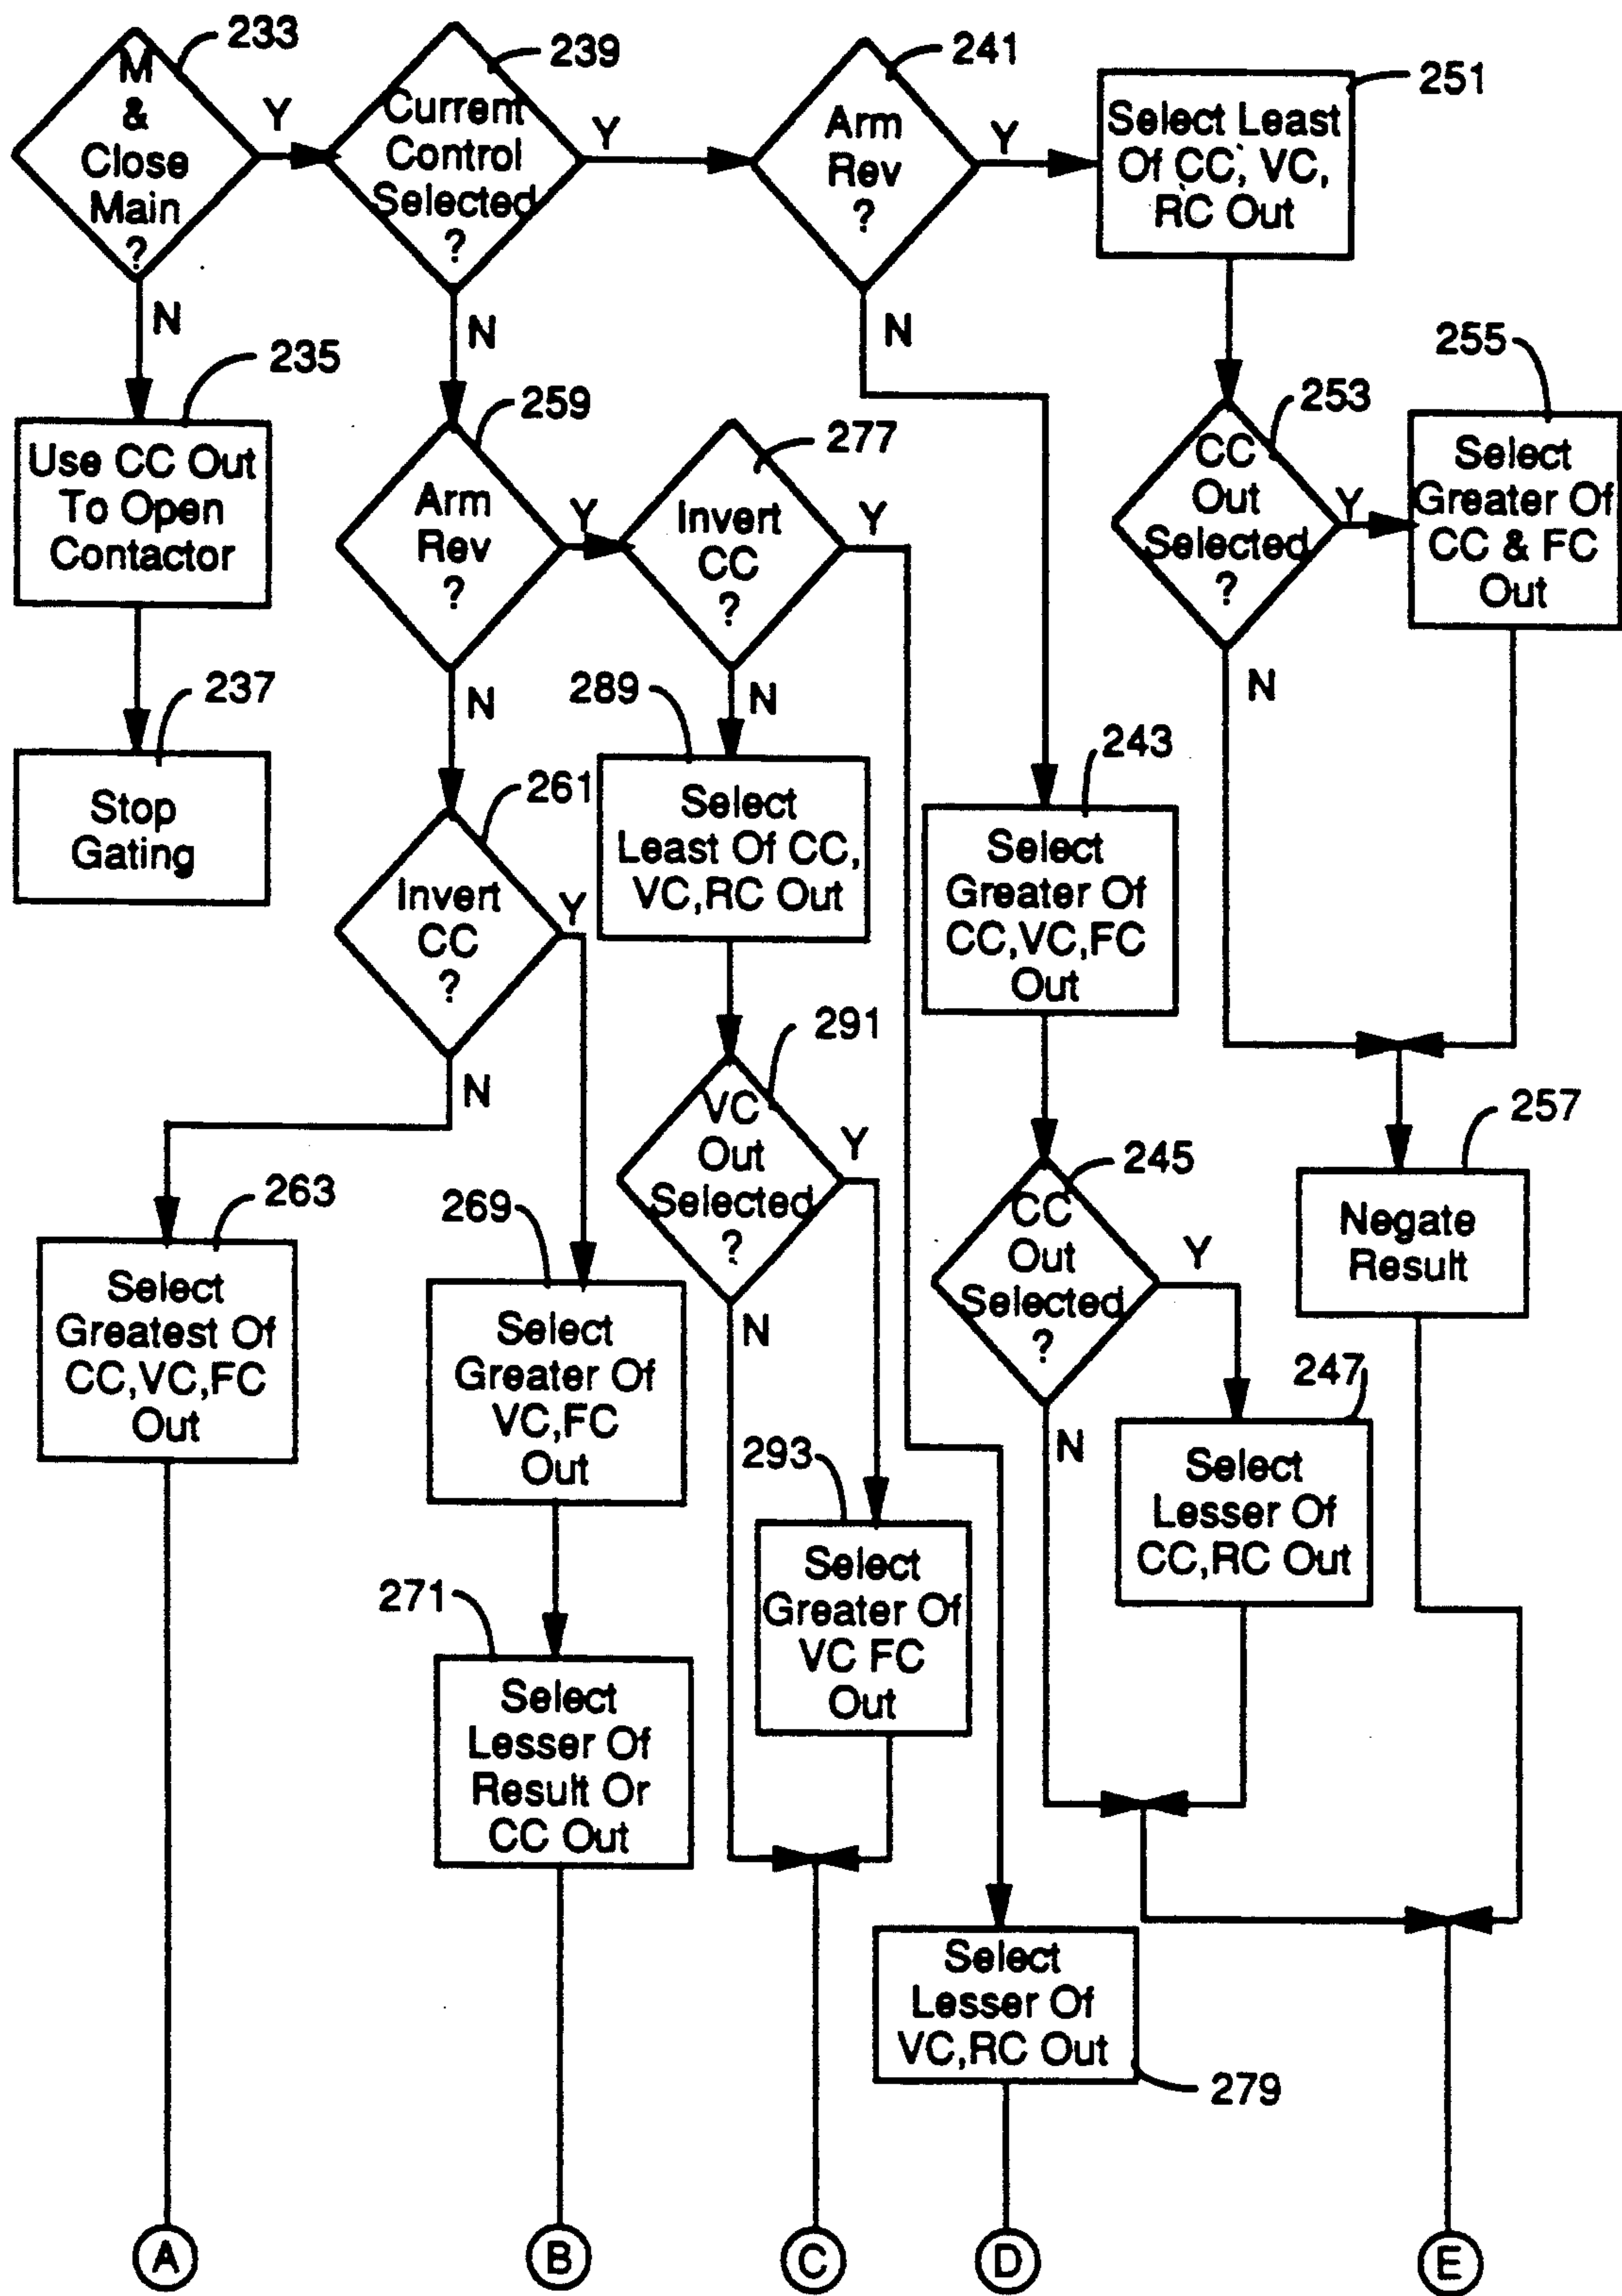 233
M
&
Close
Main
?
Y
N
239
Current
Control
Selected
?
Y
N
241
Arm
Rev
?
Y
N
251
Select Least
Of CC, VC,
RC Out
235
Use CC Out
To Open
Contactor
237
Stop
Gating
259
Arm
Rev
?
Y
N
277
Invert
CC
?
Y
N
253
CC
Out
Selected
?
Y
N
255
Select
Greater Of
CC & FC
Out
261
Invert
CC
?
Y
N
289
Select
Least Of CC,
VC,RC Out
243
Select
Greater Of
CC,VC,FC
Out
291
VC
Out
Selected
?
Y
N
245
CC
Out
Selected
?
Y
N
257
Negate
Result
263
Select
Greatest Of
CC,VC,FC
Out
269
Select
Greater Of
VC,FC
Out
247
Select
Lesser Of
CC,RC Out
293
Select
Greater Of
VC FC
Out
271
Select
Lesser Of
Result Or
CC Out
Select
Lesser Of
VC,RC Out
279
A
B
C
D
E